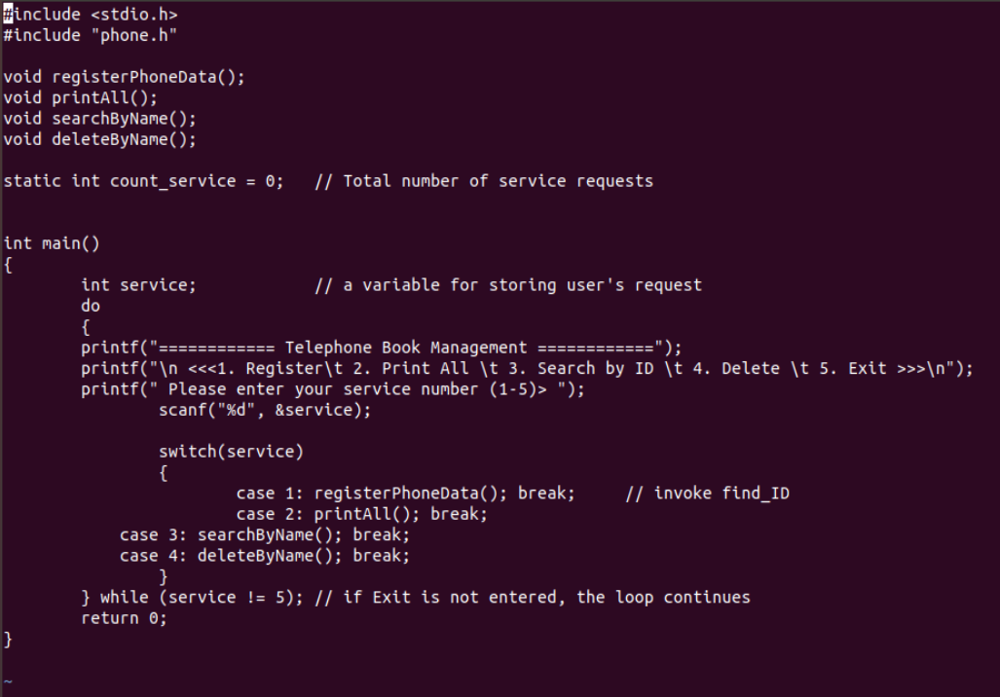 #include <stdio.h>
#include "phone.h"

void registerPhoneData();
void printAll();
void searchByName();
void deleteByName();

static int count_service = 0;   // Total number of service requests


int main()
{
        int service;            // a variable for storing user's request
        do
        {
        printf("============ Telephone Book Management ============");
        printf("\n <<<1. Register\t 2. Print All \t 3. Search by ID \t 4. Delete \t 5. Exit >>>\n");
        printf(" Please enter your service number (1-5)> ");
                scanf("%d", &service);

                switch(service)
                {
                        case 1: registerPhoneData(); break;     // invoke find_ID
                        case 2: printAll(); break;
            case 3: searchByName(); break;
            case 4: deleteByName(); break;
                }
        } while (service != 5); // if Exit is not entered, the loop continues
        return 0;
}

~